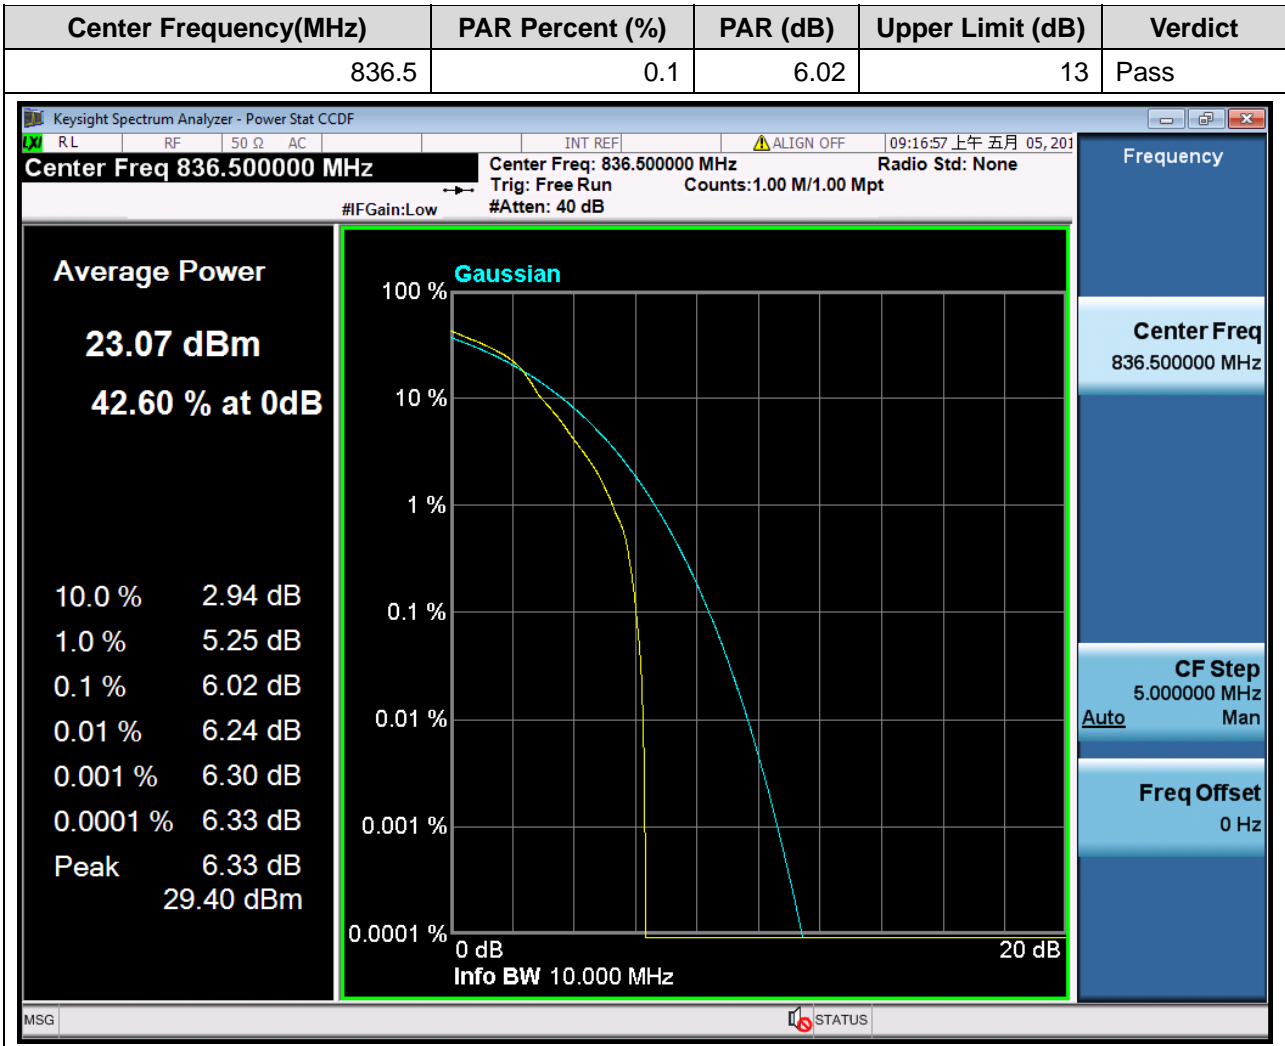 Center Frequency(MHz) PAR Percent (%) PAR (dB) Upper Limit (dB) Verdict
836.5 0.1 6.02 13 Pass
Keysight Spectrum Analyzer - Power Stat CCDF
LXI RL RF 50 Ω AC INT REF ALIGN OFF 09:16:57 上午 五月 05, 201
Center Freq 836.500000 MHz
Center Freq: 836.500000 MHz Radio Std: None
Trig: Free Run Counts:1.00 M/1.00 Mpt
#IFGain:Low #Atten: 40 dB
Average Power
23.07 dBm
42.60 % at 0dB
10.0 % 2.94 dB
1.0 % 5.25 dB
0.1 % 6.02 dB
0.01 % 6.24 dB
0.001 % 6.30 dB
0.0001 % 6.33 dB
Peak 6.33 dB
29.40 dBm
Gaussian
100 %
10 %
1 %
0.1 %
0.01 %
0.001 %
0.0001 %
0 dB 20 dB
Info BW 10.000 MHz
Frequency
Center Freq
836.500000 MHz
CF Step
5.000000 MHz
Auto Man
Freq Offset
0 Hz
MSG STATUS